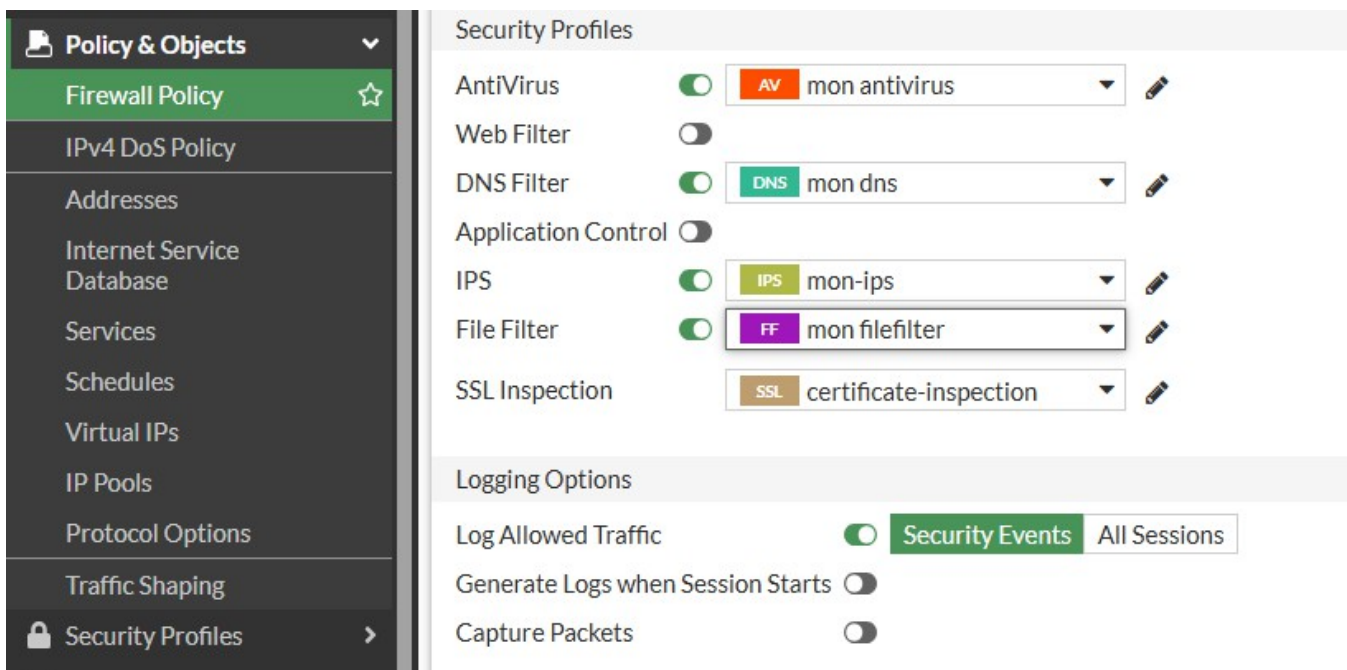 Policy & Objects
Firewall Policy
IPv4 DoS Policy
Addresses
Internet Service
Database
Services
Schedules
Virtual IPs
IP Pools
Protocol Options
Traffic Shaping
Security Profiles
Security Profiles
AntiVirus AV mon antivirus
Web Filter
DNS Filter DNS mon dns
Application Control
IPS IPS mon-ips
File Filter FF mon filefilter
SSL Inspection SSL certificate-inspection
Logging Options
Log Allowed Traffic Security Events All Sessions
Generate Logs when Session Starts
Capture Packets